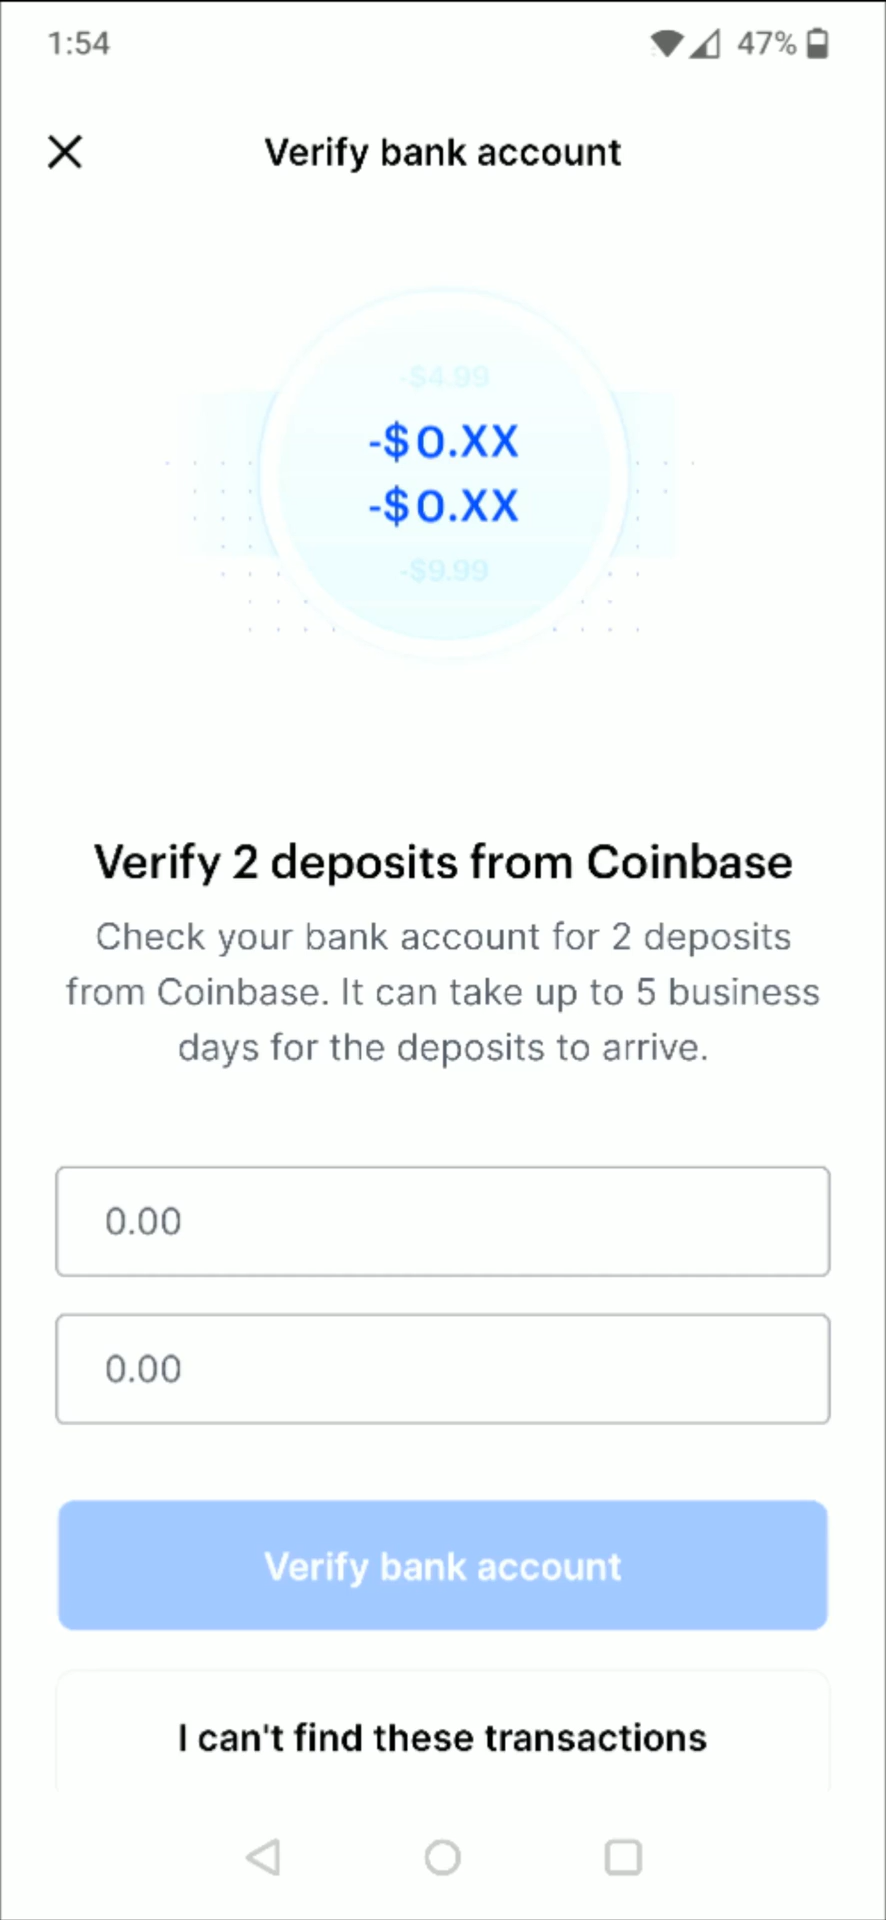 1:54
47%
Verify bank account
-$4.99
-$0.XX
-$0.XX
-$9.99
Verify 2 deposits from Coinbase
Check your bank account for 2 deposits
from Coinbase. It can take up to 5 business
days for the deposits to arrive.
0.00
0.00
Verify bank account
I can't find these transactions